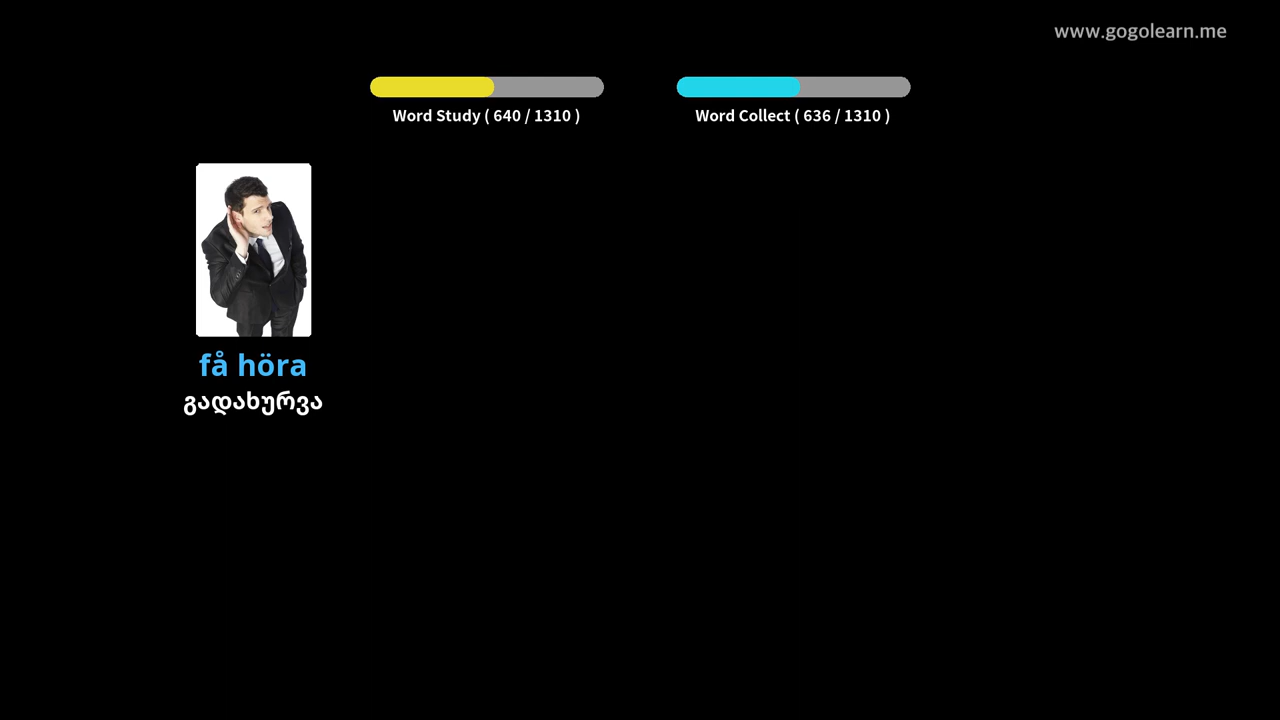 www.gogolearn.me
Word Study ( 640 / 1310 )
Word Collect ( 636 / 1310 )
få höra
გადახურვა